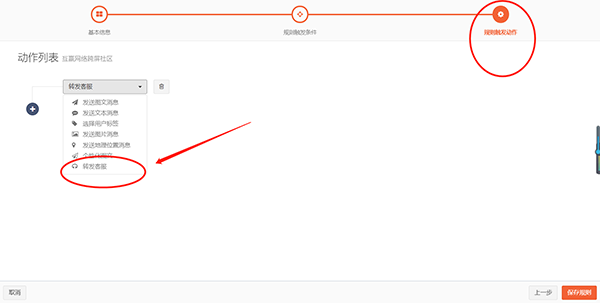 基本信息
规则触发条件
规则触发动作
动作列表 互赢网络跨屏社区
转发客服
发送图文消息
发送文本消息
选择用户标签
发送图片消息
发送地理位置消息
转发客服
取消
上一步
保存规则